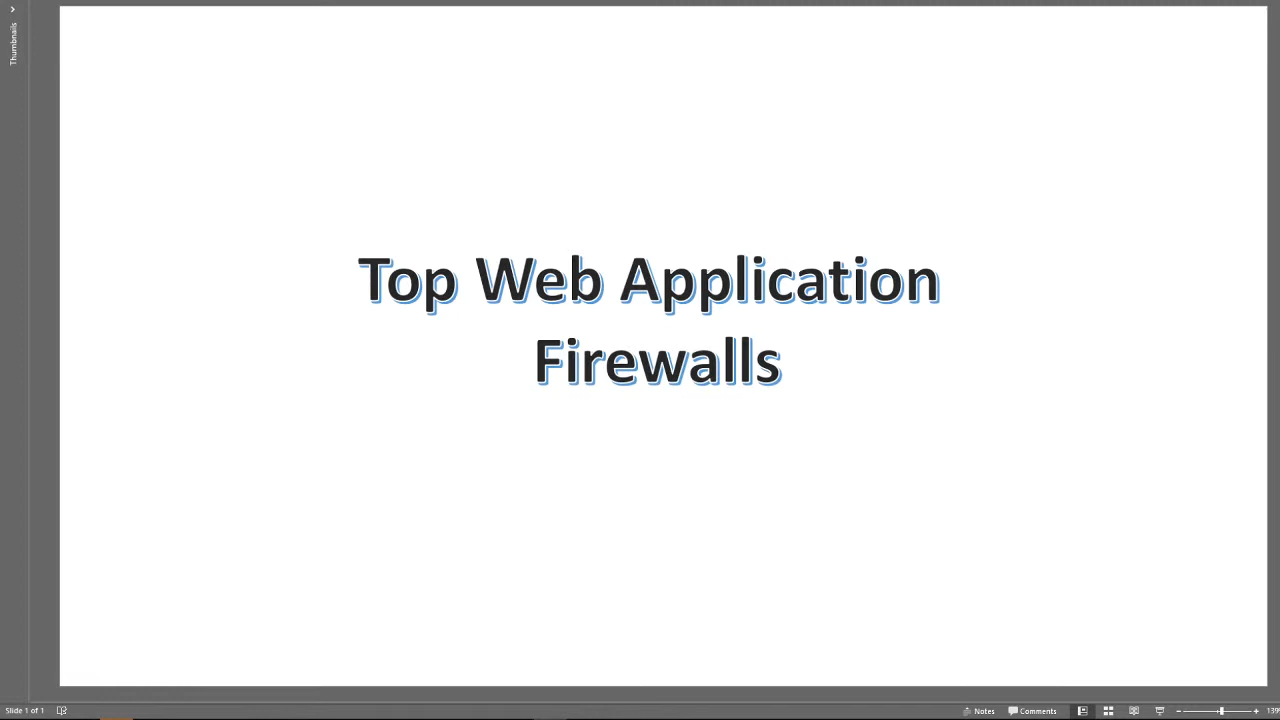 Thumbnails
Top Web Application
Firewalls
Slide 1 of 1
Notes
Comments